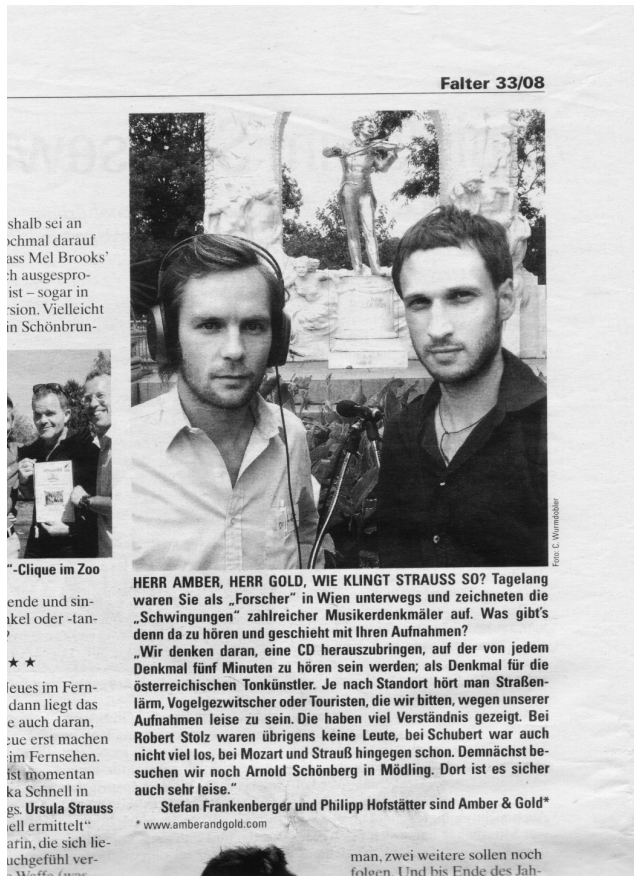 Falter 33/08
shalb sei an
ochmal darauf
ass Mel Brooks’
h ausgespro-
ist – sogar in
rsion. Vielleicht
in Schönbrun-
“-Clique im Zoo
ende und sin-
nkel oder -tan-
?
★ ★
Neues im Fern-
dann liegt das
e auch daran,
eue erst machen
eim Fernsehen.
ist momentan
ka Schnell in
gs. Ursula Strauss
nell ermittelt“
arin, die sich lie-
uchgefühl ver-
Foto: C. Wurmdobler
HERR AMBER, HERR GOLD, WIE KLINGT STRAUSS SO? Tagelang
waren Sie als „Forscher“ in Wien unterwegs und zeichneten die
„Schwingungen“ zahlreicher Musikerdenkmäler auf. Was gibt’s
denn da zu hören und geschieht mit Ihren Aufnahmen?
„Wir denken daran, eine CD herauszubringen, auf der von jedem
Denkmal fünf Minuten zu hören sein werden; als Denkmal für die
österreichischen Tonkünstler. Je nach Standort hört man Straßen-
lärm, Vogelgezwitscher oder Touristen, die wir bitten, wegen unserer
Aufnahmen leise zu sein. Die haben viel Verständnis gezeigt. Bei
Robert Stolz waren übrigens keine Leute, bei Schubert war auch
nicht viel los, bei Mozart und Strauß hingegen schon. Demnächst be-
suchen wir noch Arnold Schönberg in Mödling. Dort ist es sicher
auch sehr leise.“
Stefan Frankenberger und Philipp Hofstätter sind Amber & Gold*
* www.amberandgold.com
man, zwei weitere sollen noch
folgen. Und bis Ende des Jah-